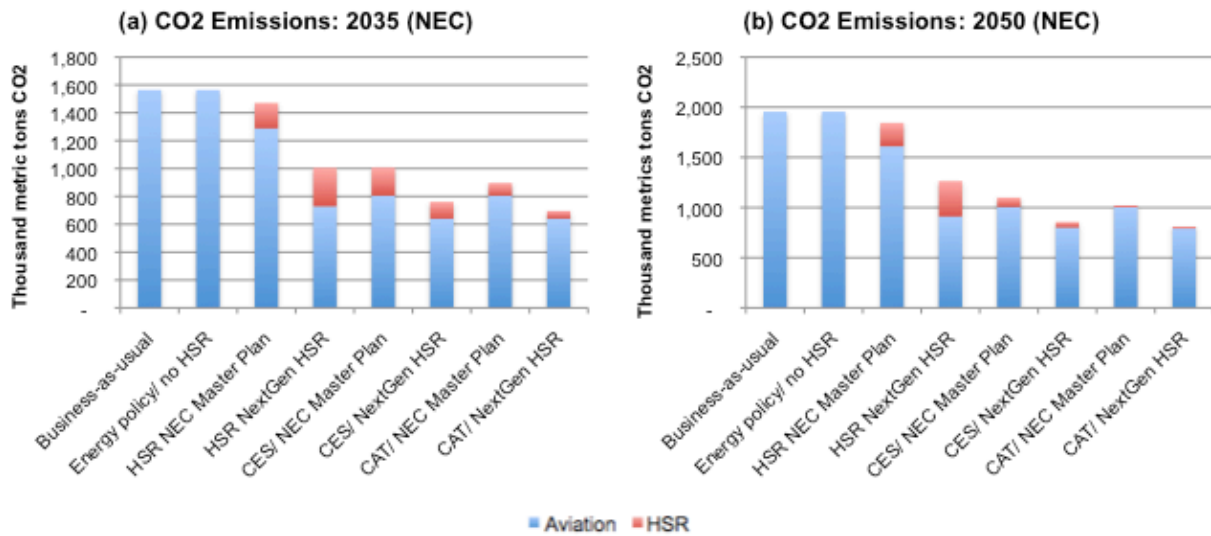 (a) CO2 Emissions: 2035 (NEC)
Thousand metric tons CO2
1,800
1,600
1,400
1,200
1,000
800
600
400
200
-
Business-as-usual
Energy policy/ no HSR
HSR NEC Master Plan
HSR NextGen HSR
CES/ NEC Master Plan
CES/ NextGen HSR
CAT/ NEC Master Plan
CAT/ NextGen HSR
(b) CO2 Emissions: 2050 (NEC)
Thousand metrics tons CO2
2,500
2,000
1,500
1,000
500
-
Business-as-usual
Energy policy/ no HSR
HSR NEC Master Plan
HSR NextGen HSR
CES/ NEC Master Plan
CES/ NextGen HSR
CAT/ NEC Master Plan
CAT/ NextGen HSR
Aviation HSR